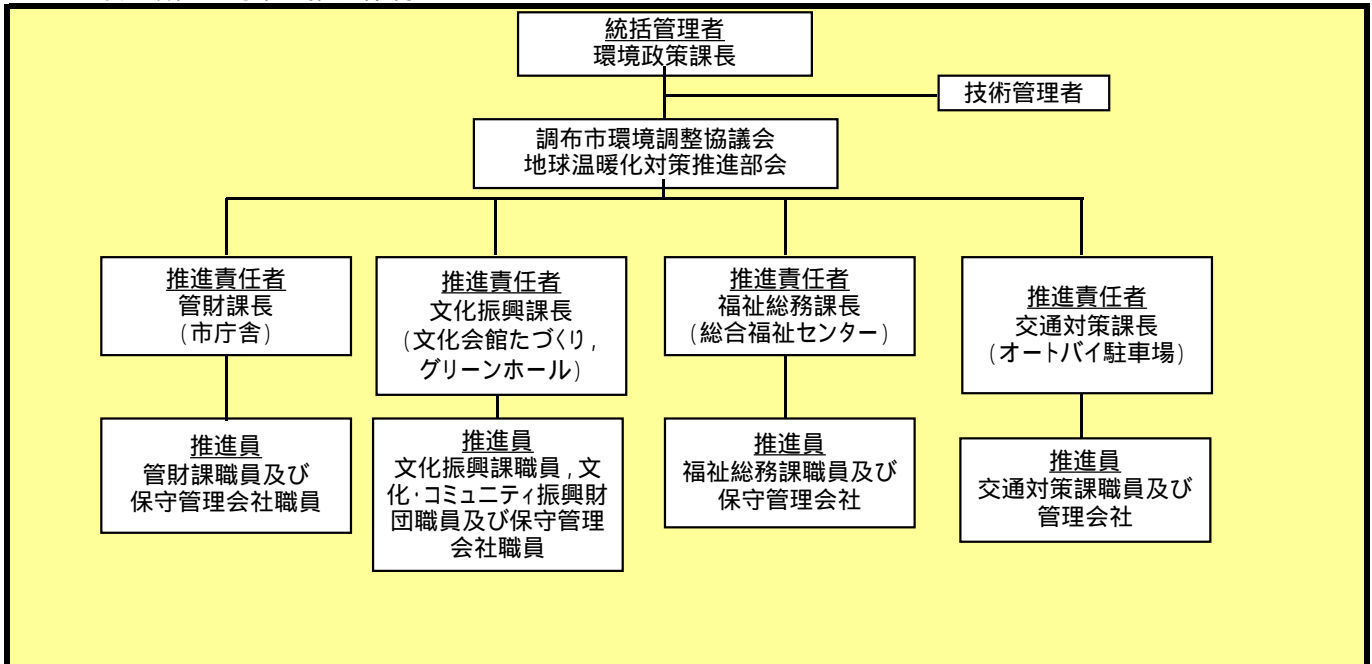 統括管理者
環境政策課長
技術管理者
調布市環境調整協議会
地球温暖化対策推進部会
推進責任者
管財課長
(市庁舎)
推進責任者
文化振興課長
(文化会館たづくり,
グリーンホール)
推進責任者
福祉総務課長
(総合福祉センター)
推進責任者
交通対策課長
(オートバイ駐車場)
推進員
管財課職員及び
保守管理会社職員
推進員
文化振興課職員,文
化・コミュニティ振興財
団職員及び保守管理
会社職員
推進員
福祉総務課職員及び
保守管理会社
推進員
交通対策課職員及び
管理会社